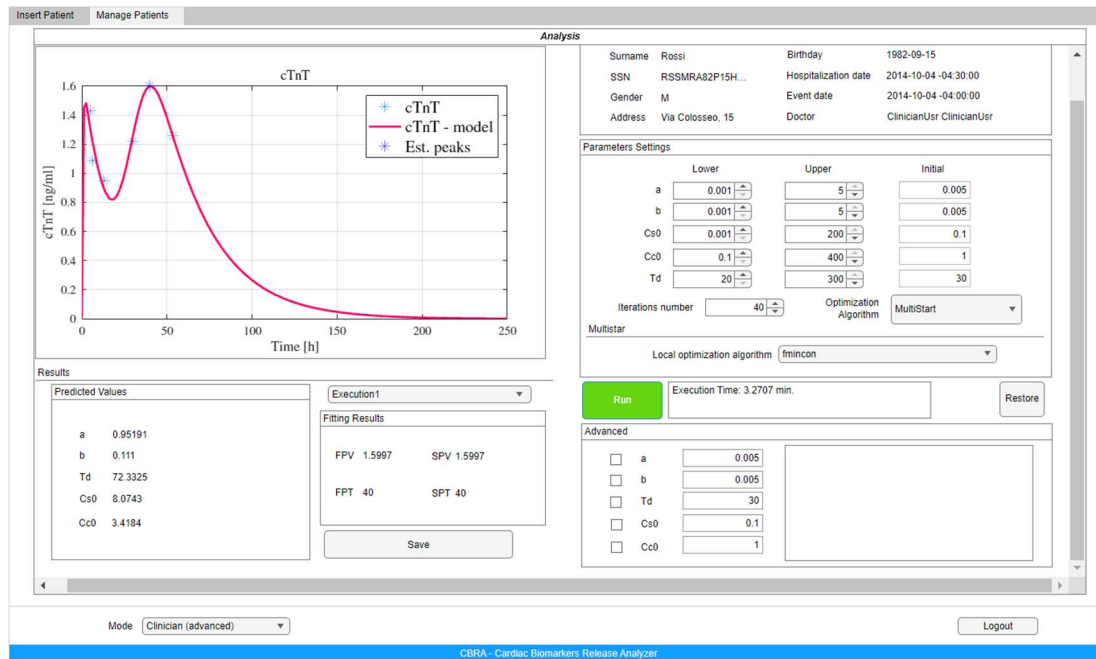 Insert Patient
Manage Patients
Analysis
cTnT
1.6
1.4
1.2
1
0.8
0.6
0.4
0.2
0
cTnT [ng/ml]
cTnT
cTnT - model
Est. peaks
0
50
100
150
200
250
Time [h]
Surname Rossi Birthday 1982-09-15
SSN RSSMRA82P15H... Hospitalization date 2014-10-04 -04:30:00
Gender M Event date 2014-10-04 -04:00:00
Address Via Colosseo, 15 Doctor ClinicianUsr ClinicianUsr
Parameters Settings
Lower Upper Initial
a 0.001 5 0.005
b 0.001 5 0.005
Cs0 0.001 200 0.1
Cc0 0.1 400 1
Td 20 300 30
Iterations number 40 Optimization
Algorithm MultiStart
Multistar
Local optimization algorithm fmincon
Results
Predicted Values
a 0.95191
b 0.111
Td 72.3325
Cs0 8.0743
Cc0 3.4184
Execution1
Fitting Results
FPV 1.5997 SPV 1.5997
FPT 40 SPT 40
Save
Run
Execution Time: 3.2707 min.
Restore
Advanced
a 0.005
b 0.005
Td 30
Cs0 0.1
Cc0 1
Mode Clinician (advanced)
Logout
CBRA - Cardiac Biomarkers Release Analyzer